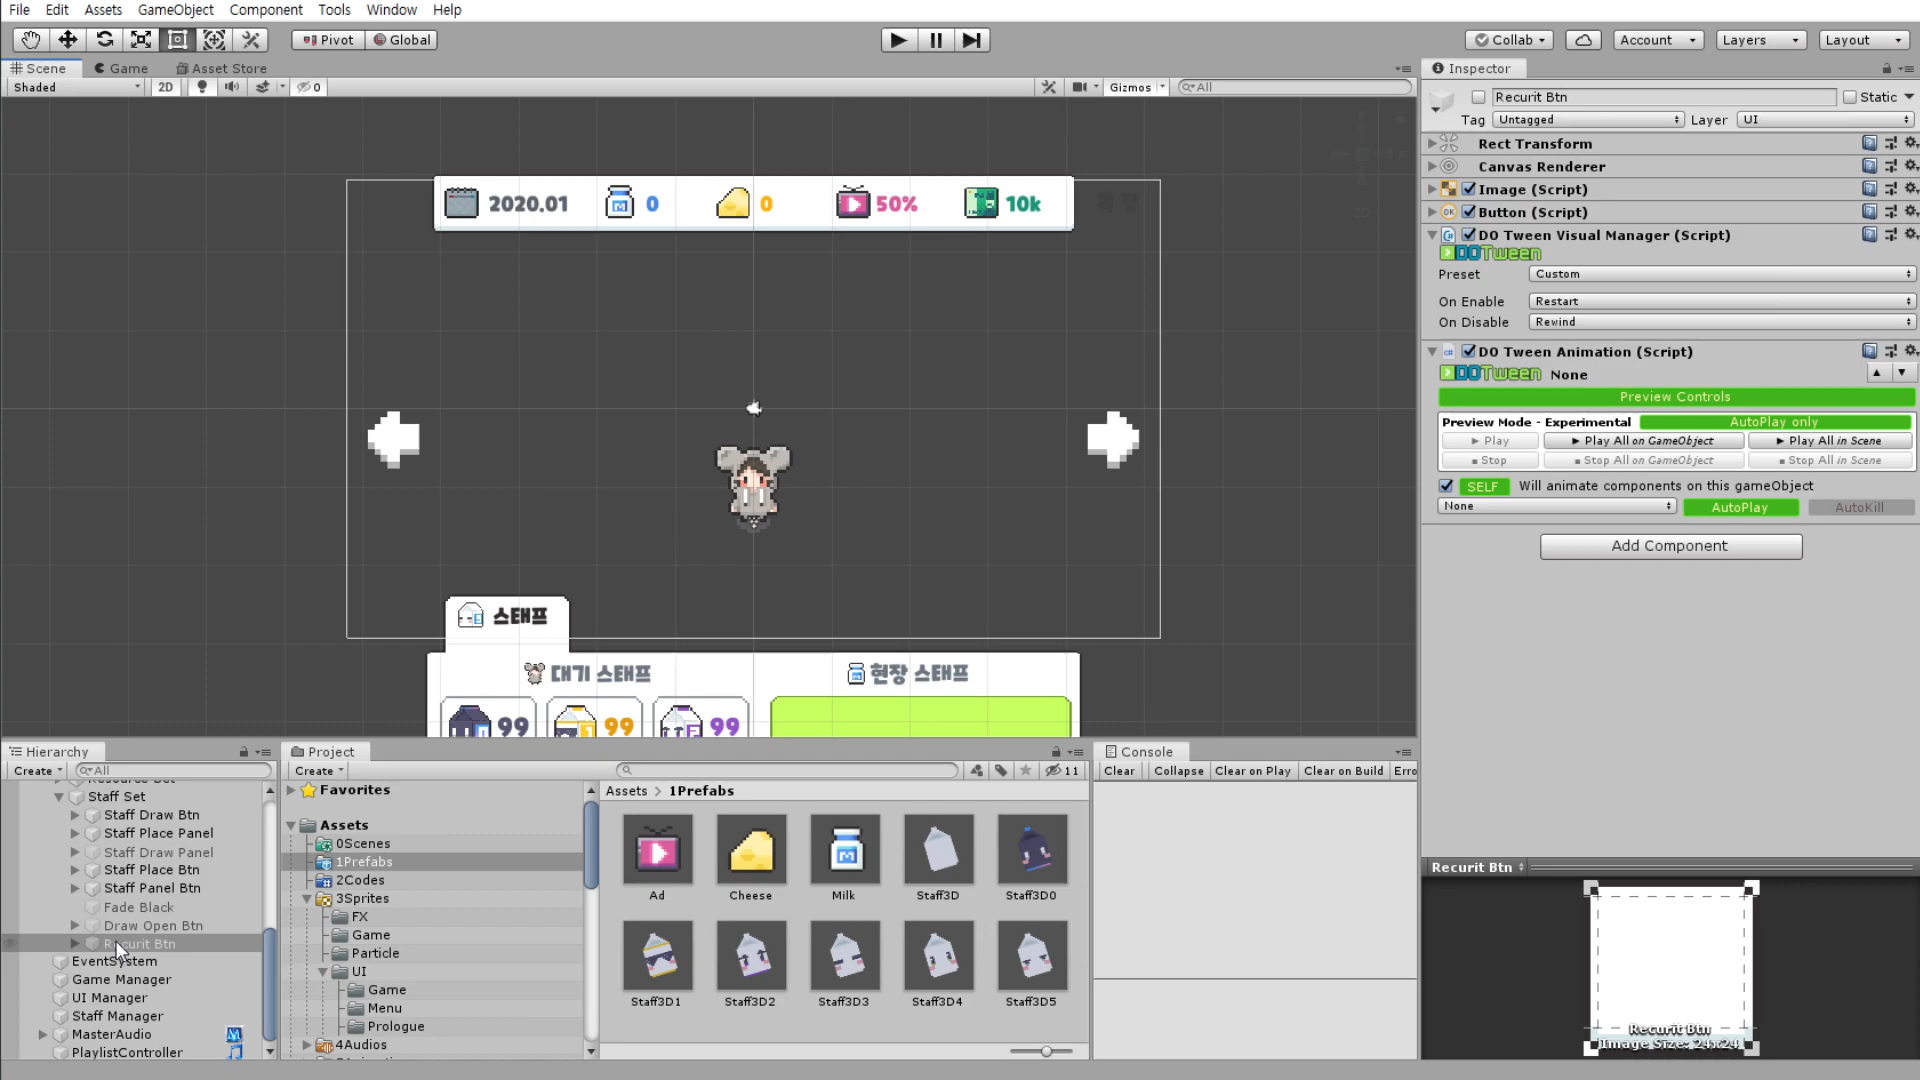 File Edit Assets GameObject Component Tools Window Help
Pivot Global Collab Account Layers Layout
Scene Game Asset Store
Shaded 2D 0 Gizmos All
2020.01 0 0 50% 10k
스태프
대기 스태프 현장 스태프
99 99 99
Inspector
Recurit Btn Static
Tag Untagged Layer UI
Rect Transform
Canvas Renderer
Image (Script)
Button (Script)
DO Tween Visual Manager (Script)
DOTween
Preset Custom
On Enable Restart
On Disable Rewind
DO Tween Animation (Script)
DOTween None
Preview Controls
Preview Mode - Experimental AutoPlay only
Play Play All on GameObject Play All in Scene
Stop Stop All on GameObject Stop All in Scene
SELF Will animate components on this gameObject
None AutoPlay AutoKill
Add Component
Recurit Btn
Recurit Btn
Image Size: 24x24
Hierarchy
Create All
Staff Set
Staff Draw Btn
Staff Place Panel
Staff Draw Panel
Staff Place Btn
Staff Panel Btn
Fade Black
Draw Open Btn
Recurit Btn
EventSystem
Game Manager
UI Manager
Staff Manager
MasterAudio
PlaylistController
Project
Create 11
Favorites
Assets
0Scenes
1Prefabs
2Codes
3Sprites
FX
Game
Particle
UI
Game
Menu
Prologue
4Audios
Assets > 1Prefabs
Ad Cheese Milk Staff3D Staff3D0
Staff3D1 Staff3D2 Staff3D3 Staff3D4 Staff3D5
Console
Clear Collapse Clear on Play Clear on Build Erro